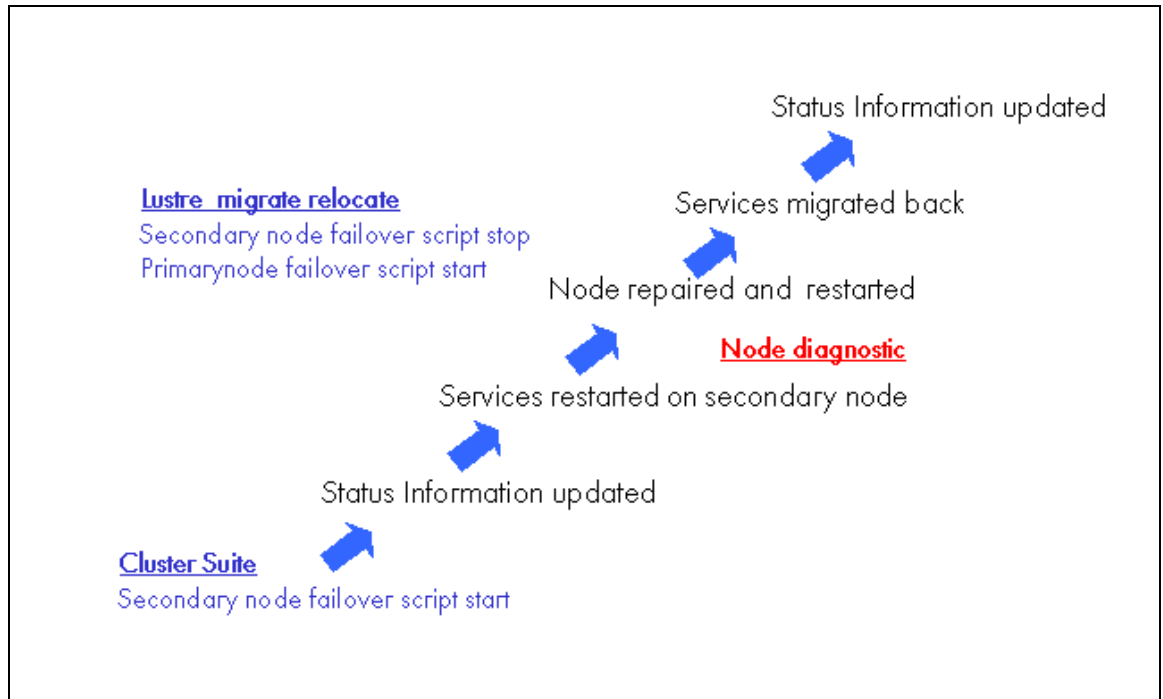 Status Information updated
Lustre migrate relocate
Services migrated back
Secondary node failover script stop
Primarynode failover script start
Node repaired and restarted
Node diagnostic
Services restarted on secondary node
Status Information updated
Cluster Suite
Secondary node failover script start